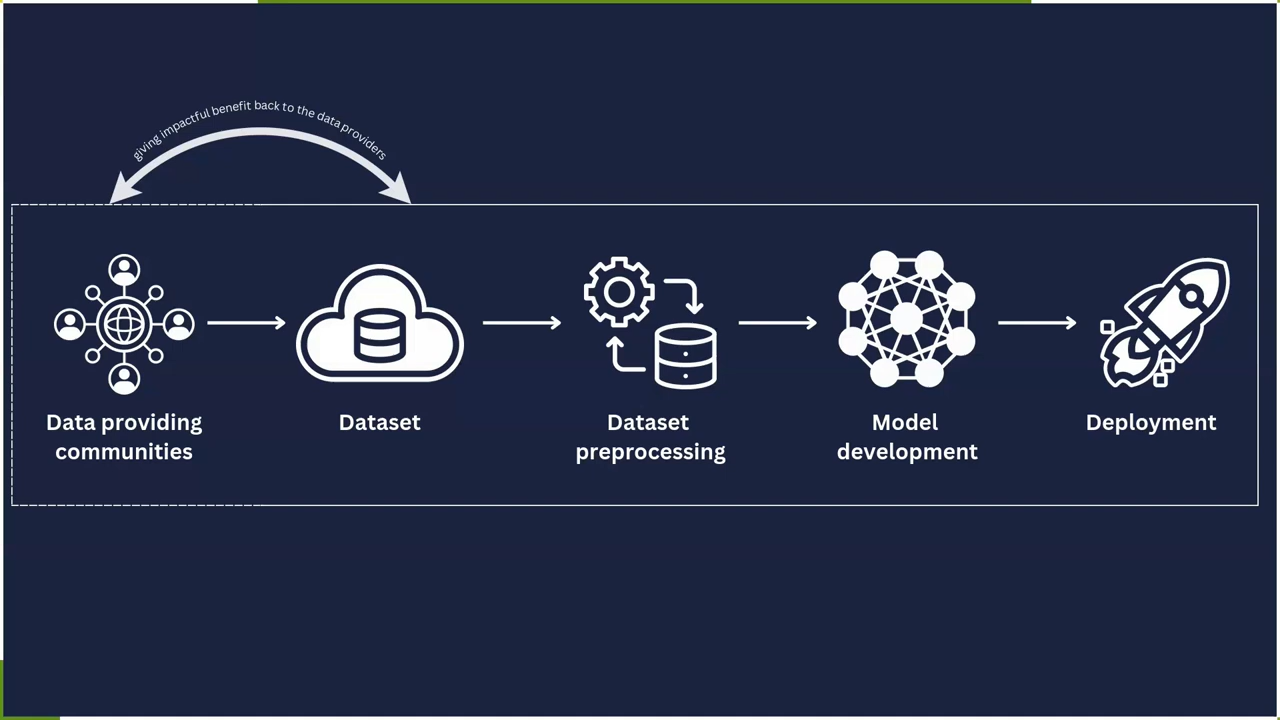 giving impactful benefit back to the data providers
Data providing
communities
Dataset
Dataset
preprocessing
Model
development
Deployment